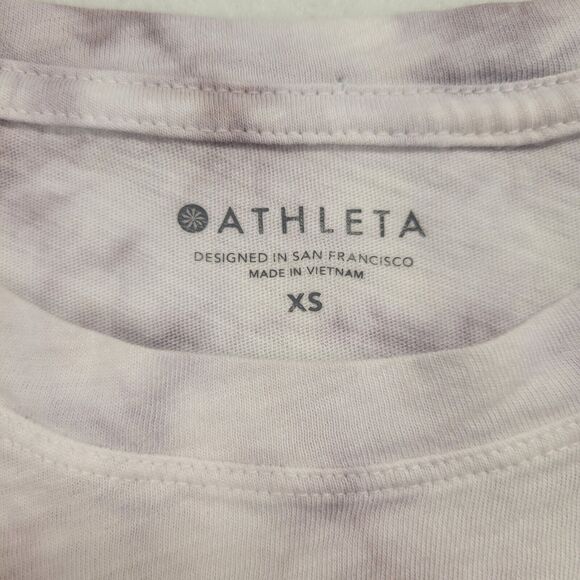 ATHLETA
DESIGNED IN SAN FRANCISCO
MADE IN VIETNAM
XS